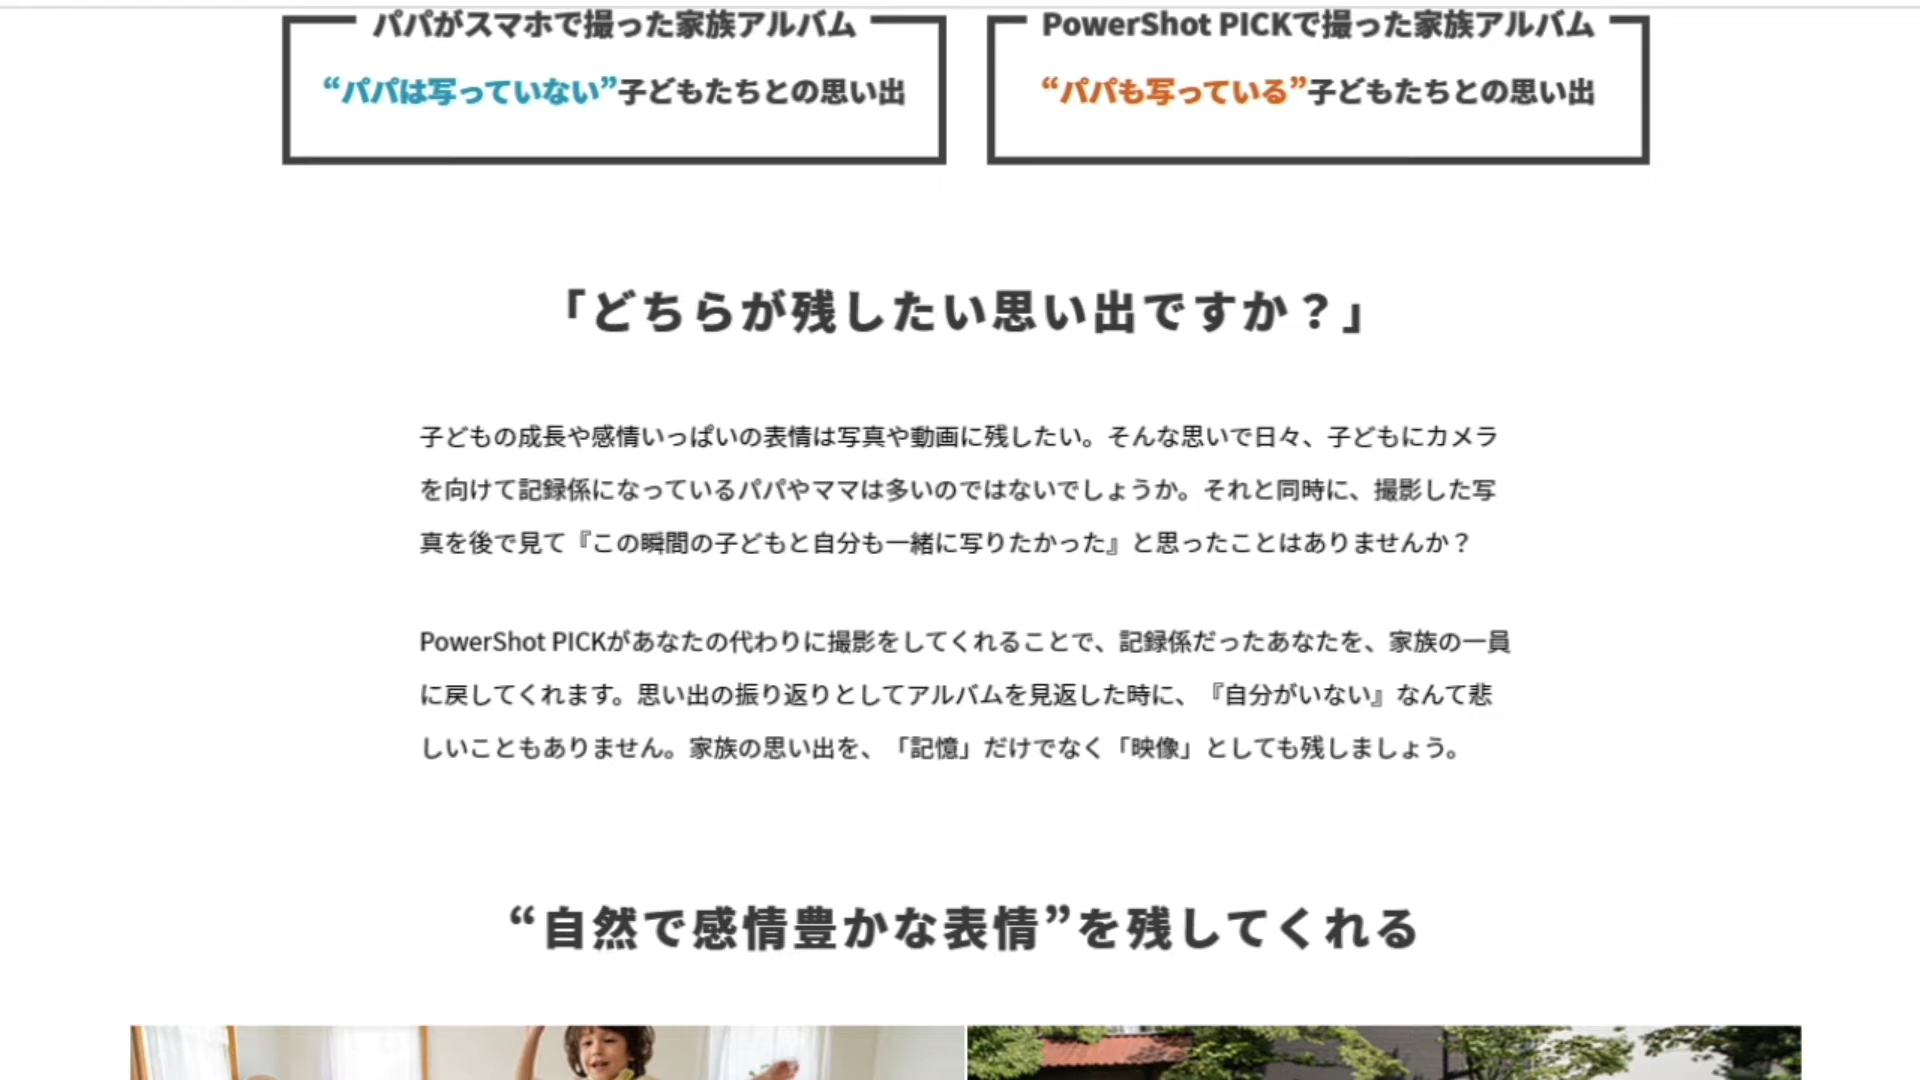 パパがスマホで撮った家族アルバム
“パパは写っていない”子どもたちとの思い出
PowerShot PICKで撮った家族アルバム
“パパも写っている”子どもたちとの思い出
「どちらが残したい思い出ですか？」
子どもの成長や感情いっぱいの表情は写真や動画に残したい。そんな思いで日々、子どもにカメラ
を向けて記録係になっているパパやママは多いのではないでしょうか。それと同時に、撮影した写
真を後で見て『この瞬間の子どもと自分も一緒に写りたかった』と思ったことはありませんか？
PowerShot PICKがあなたの代わりに撮影をしてくれることで、記録係だったあなたを、家族の一員
に戻してくれます。思い出の振り返りとしてアルバムを見返した時に、『自分がいない』なんて悲
しいこともありません。家族の思い出を、「記憶」だけでなく「映像」としても残しましょう。
“自然で感情豊かな表情”を残してくれる